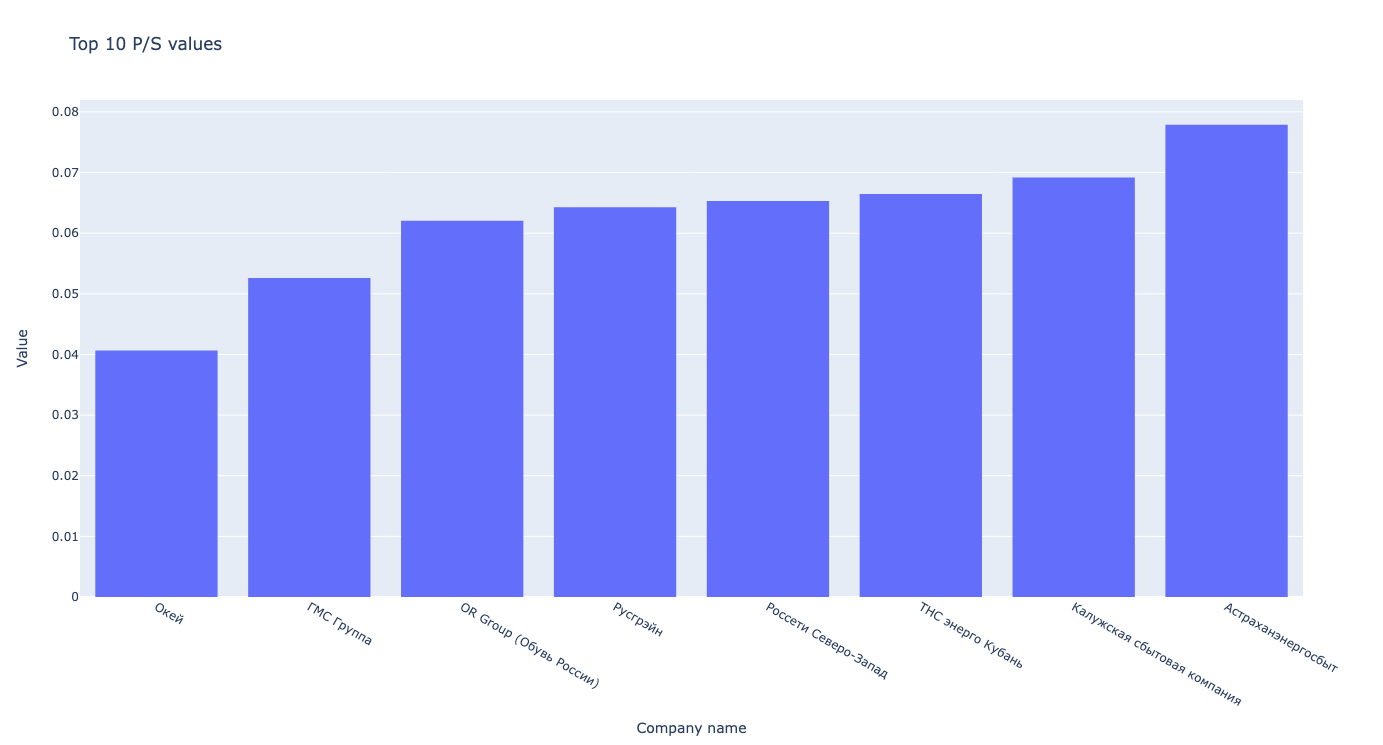 Top 10 P/S values
0.08
0.07
0.06
0.05
0.04
0.03
0.02
0.01
0
Value
Окей
ГМС Группа
OR Group (Обувь России)
Русгрэйн
Россети Северо-Запад
ТНС энерго Кубань
Калужская сбытовая компания
Астраханэнергосбыт
Company name